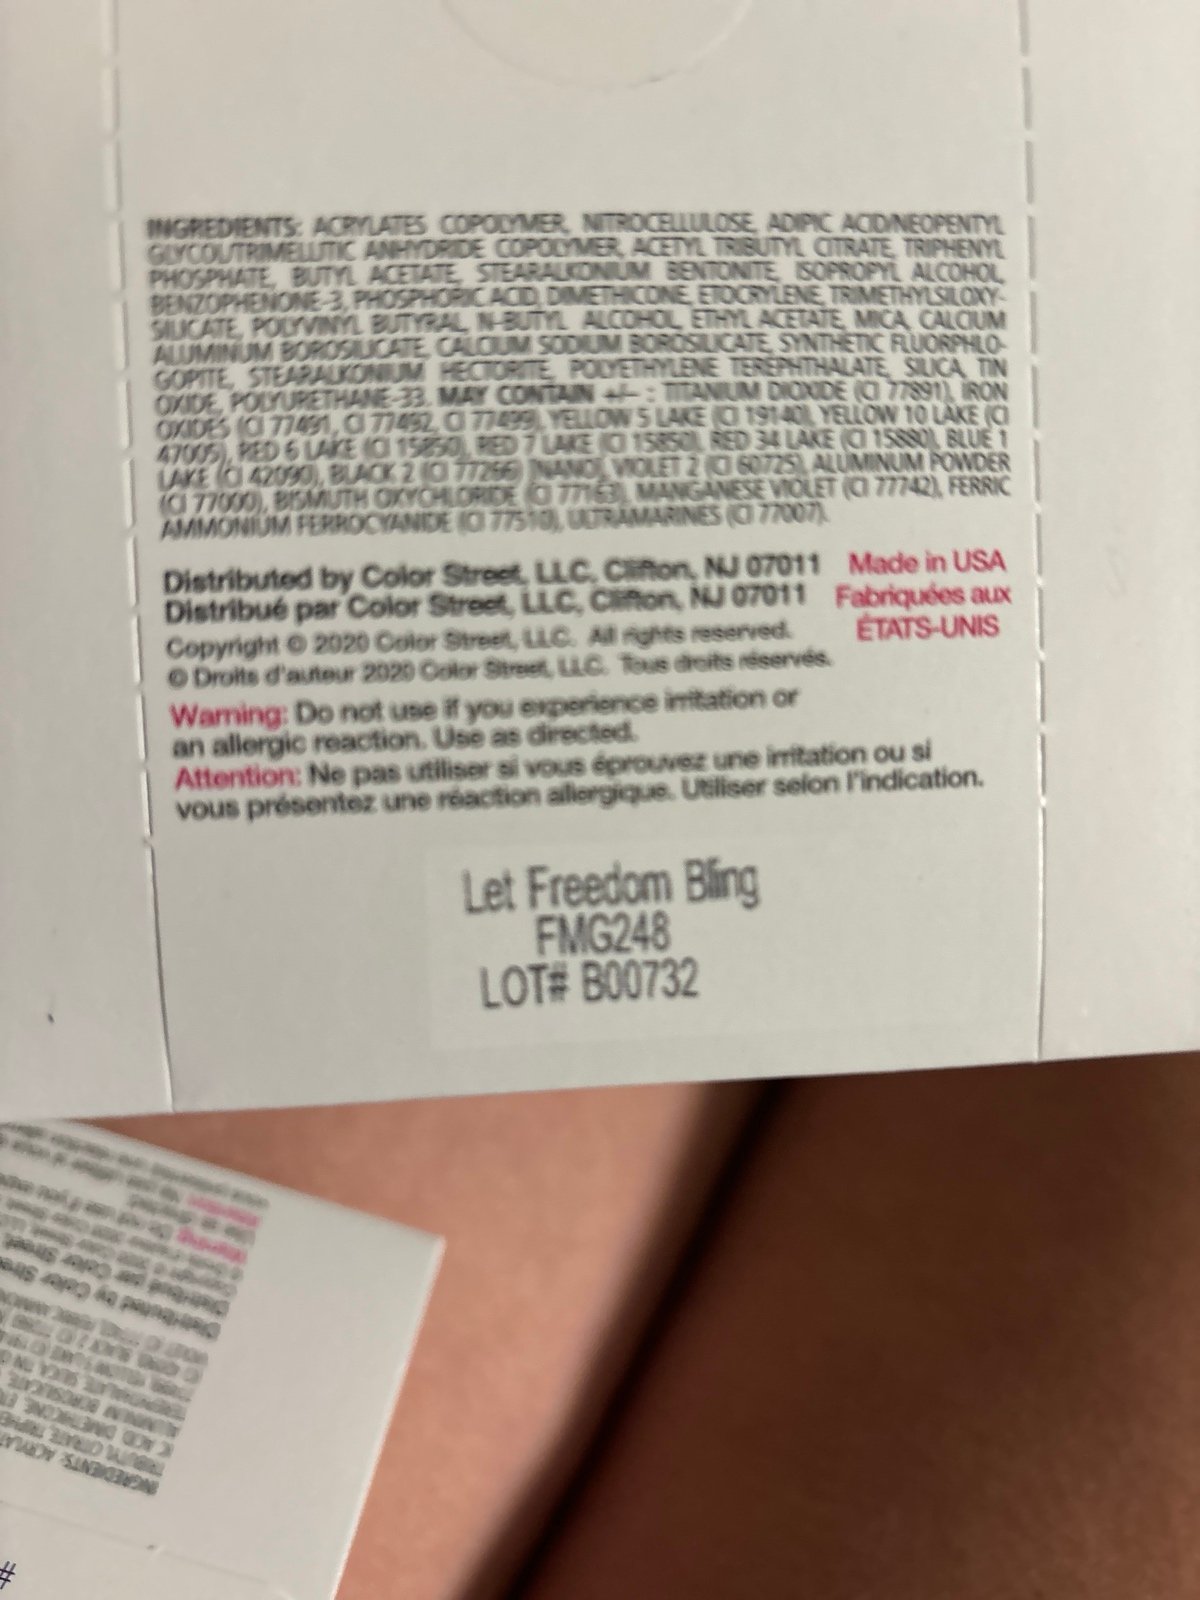 INGREDIENTS: ACRYLATES COPOLYMER, NITROCELLULOSE, ADIPIC ACID/NEOPENTYL
GLYCOL/TRIMELLITIC ANHYDRIDE COPOLYMER, ACETYL TRIBUTYL CITRATE, TRIPHENYL
PHOSPHATE, BUTYL ACETATE, STEARALKONIUM BENTONITE, ISOPROPYL ALCOHOL,
BENZOPHENONE-3, PHOSPHORIC ACID, DIMETHICONE, ETOCRYLENE, TRIMETHYLSILOXY-
SILICATE, POLYVINYL BUTYRAL, N-BUTYL ALCOHOL, ETHYL ACETATE, MICA, CALCIUM
ALUMINUM BOROSILICATE, CALCIUM SODIUM BOROSILICATE, SYNTHETIC FLUORPHLO-
GOPITE, STEARALKONIUM HECTORITE, POLYETHYLENE TEREPHTHALATE, SILICA, TIN
OXIDE, POLYURETHANE-33. MAY CONTAIN +/- : TITANIUM DIOXIDE (CI 77891), IRON
OXIDES (CI 77491, CI 77492, CI 77499), YELLOW 5 LAKE (CI 19140), YELLOW 10 LAKE (CI
47005), RED 6 LAKE (CI 15850), RED 7 LAKE (CI 15850), RED 34 LAKE (CI 15880), BLUE 1
LAKE (CI 42090), BLACK 2 (CI 77266) [NANO], VIOLET 2 (CI 60725), ALUMINUM POWDER
(CI 77000), BISMUTH OXYCHLORIDE (CI 77163), MANGANESE VIOLET (CI 77742), FERRIC
AMMONIUM FERROCYANIDE (CI 77510), ULTRAMARINES (CI 77007).
Distributed by Color Street, LLC, Clifton, NJ 07011
Distribué par Color Street, LLC, Clifton, NJ 07011
Made in USA
Fabriquées aux
ÉTATS-UNIS
Copyright © 2020 Color Street, LLC. All rights reserved.
© Droits d'auteur 2020 Color Street, LLC. Tous droits réservés.
Warning: Do not use if you experience irritation or
an allergic reaction. Use as directed.
Attention: Ne pas utiliser si vous éprouvez une irritation ou si
vous présentez une réaction allergique. Utiliser selon l'indication.
Let Freedom Bling
FMG248
LOT# B00732
Distributed by Color Street,
Distribué par Color Street,
#